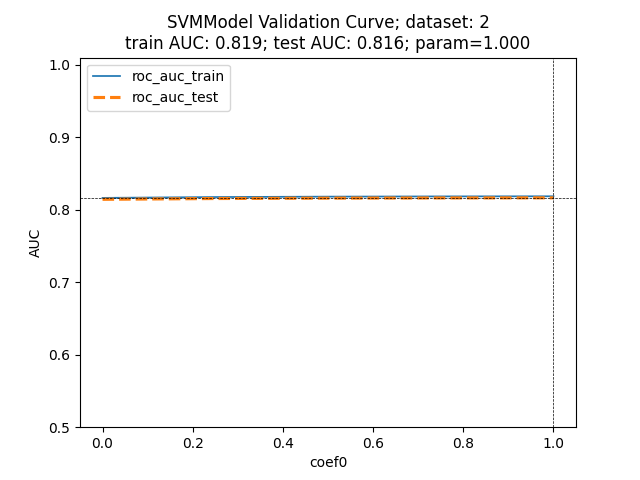 SVMModel Validation Curve; dataset: 2
train AUC: 0.819; test AUC: 0.816; param=1.000
roc_auc_train
roc_auc_test
1.0
0.9
0.8
0.7
0.6
0.5
AUC
0.0 0.2 0.4 0.6 0.8 1.0
coef0